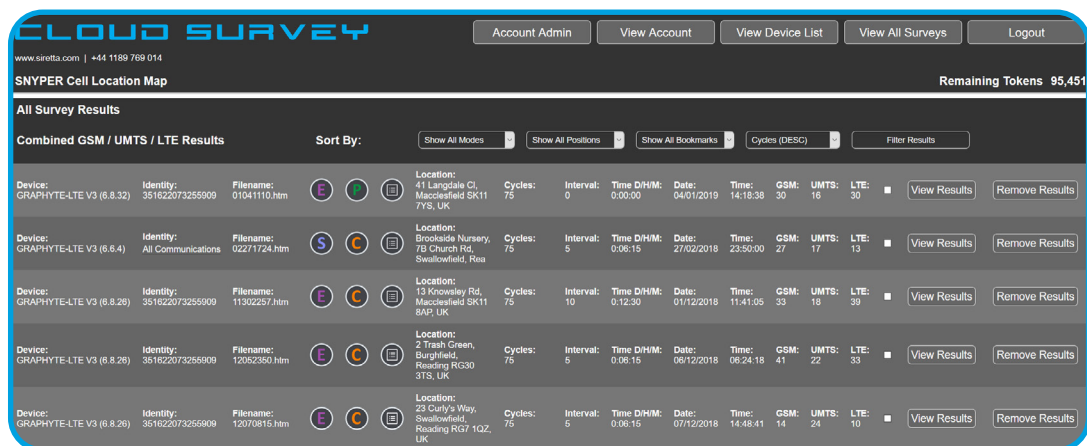 CLOUD SURVEY
Account Admin View Account View Device List View All Surveys Logout
www.siretta.com | +44 1189 769 014
SNYPER Cell Location Map Remaining Tokens 95,451
All Survey Results
Combined GSM / UMTS / LTE Results Sort By: Show All Modes Show All Positions Show All Bookmarks Cycles (DESC) Filter Results
Device: Identity: Filename: E P Location: Cycles: Interval: Time D/H/M: Date: Time: GSM: UMTS: LTE: View Results Remove Results
GRAPHYTE-LTE V3 (6.8.32) 351622073255909 01041110.htm 41 Langdale Cl, 75 0 0:00:00 04/01/2019 14:18:38 30 16 30
Macclesfield SK11
7YS, UK
Device: Identity: Filename: S C Location: Cycles: Interval: Time D/H/M: Date: Time: GSM: UMTS: LTE: View Results Remove Results
GRAPHYTE-LTE V3 (6.6.4) All Communications 02271724.htm Brookside Nursery, 75 5 0:06:15 27/02/2018 23:50:00 27 17 13
7B Church Rd,
Swallowfield, Rea
Device: Identity: Filename: E C Location: Cycles: Interval: Time D/H/M: Date: Time: GSM: UMTS: LTE: View Results Remove Results
GRAPHYTE-LTE V3 (6.8.26) 351622073255909 11302257.htm 13 Knowsley Rd, 75 10 0:12:30 01/12/2018 11:41:05 33 18 39
Macclesfield SK11
8AP, UK
Device: Identity: Filename: E C Location: Cycles: Interval: Time D/H/M: Date: Time: GSM: UMTS: LTE: View Results Remove Results
GRAPHYTE-LTE V3 (6.8.26) 351622073255909 12052350.htm 2 Trash Green, 75 5 0:06:15 06/12/2018 06:24:18 41 22 33
Burghfield,
Reading RG30
3TS, UK
Device: Identity: Filename: E C Location: Cycles: Interval: Time D/H/M: Date: Time: GSM: UMTS: LTE: View Results Remove Results
GRAPHYTE-LTE V3 (6.8.26) 351622073255909 12070815.htm 23 Curly's Way, 75 5 0:06:15 07/12/2018 14:48:41 14 24 10
Swallowfield,
Reading RG7 1QZ,
UK